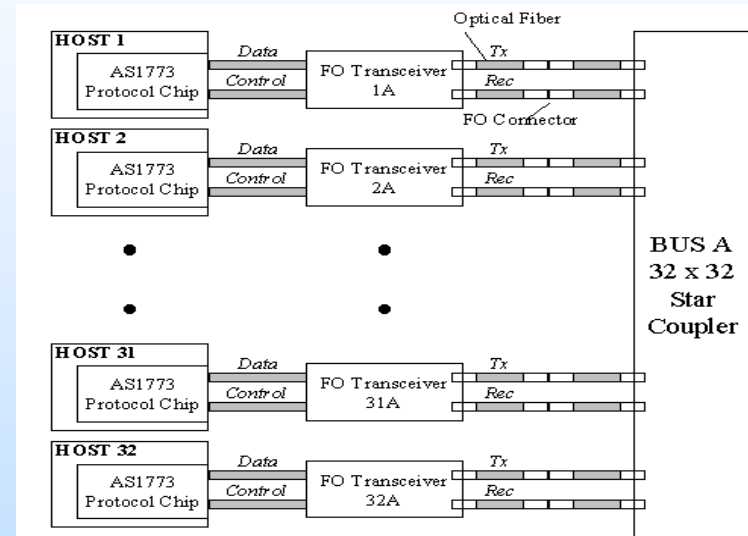 Optical Fiber
HOST 1
AS1773
Protocol Chip
Data
Control
FO Transceiver
1A
Tx
Rec
FO Connector
HOST 2
AS1773
Protocol Chip
Data
Control
FO Transceiver
2A
Tx
Rec
BUS A
32 x 32
Star
Coupler
HOST 31
AS1773
Protocol Chip
Data
Control
FO Transceiver
31A
Tx
Rec
HOST 32
AS1773
Protocol Chip
Data
Control
FO Transceiver
32A
Tx
Rec